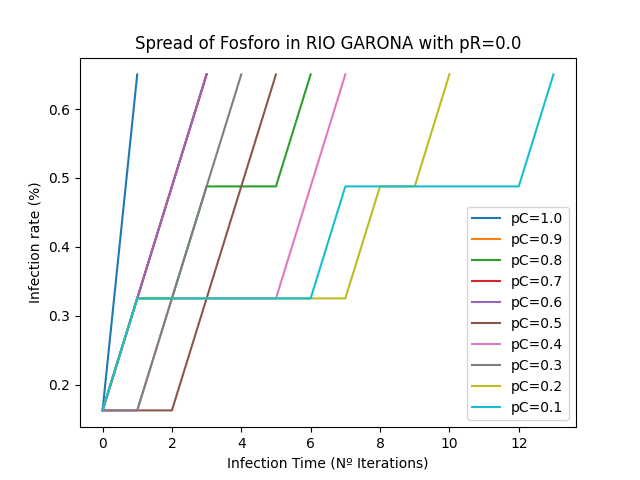 Spread of Fosforo in RIO GARONA with pR=0.0
Infection rate (%)
0.6
0.5
0.4
0.3
0.2
0 2 4 6 8 10 12
Infection Time (Nº Iterations)
pC=1.0
pC=0.9
pC=0.8
pC=0.7
pC=0.6
pC=0.5
pC=0.4
pC=0.3
pC=0.2
pC=0.1